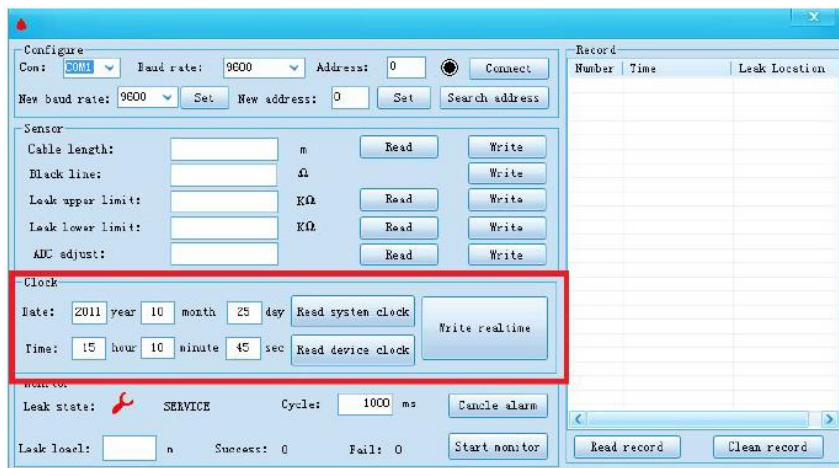 Configure
Con: COM1 Baud rate: 9600 Address: 0 Connect
New baud rate: 9600 Set New address: 0 Set Search address
Sensor
Cable length: m Read Write
Black line: Ω Write
Leak upper limit: KΩ Read Write
Leak lower limit: KΩ Read Write
ADC adjust: Read Write
Clock
Date: 2011 year 10 month 25 day Read system clock
Write realtime
Time: 15 hour 10 minute 45 sec Read device clock
Monitor
Leak state: SERVICE Cycle: 1000 ms Cancle alarm
Leak loacl: m Success: 0 Fail: 0 Start monitor
Record
Number Time Leak Location
Read record Clean record